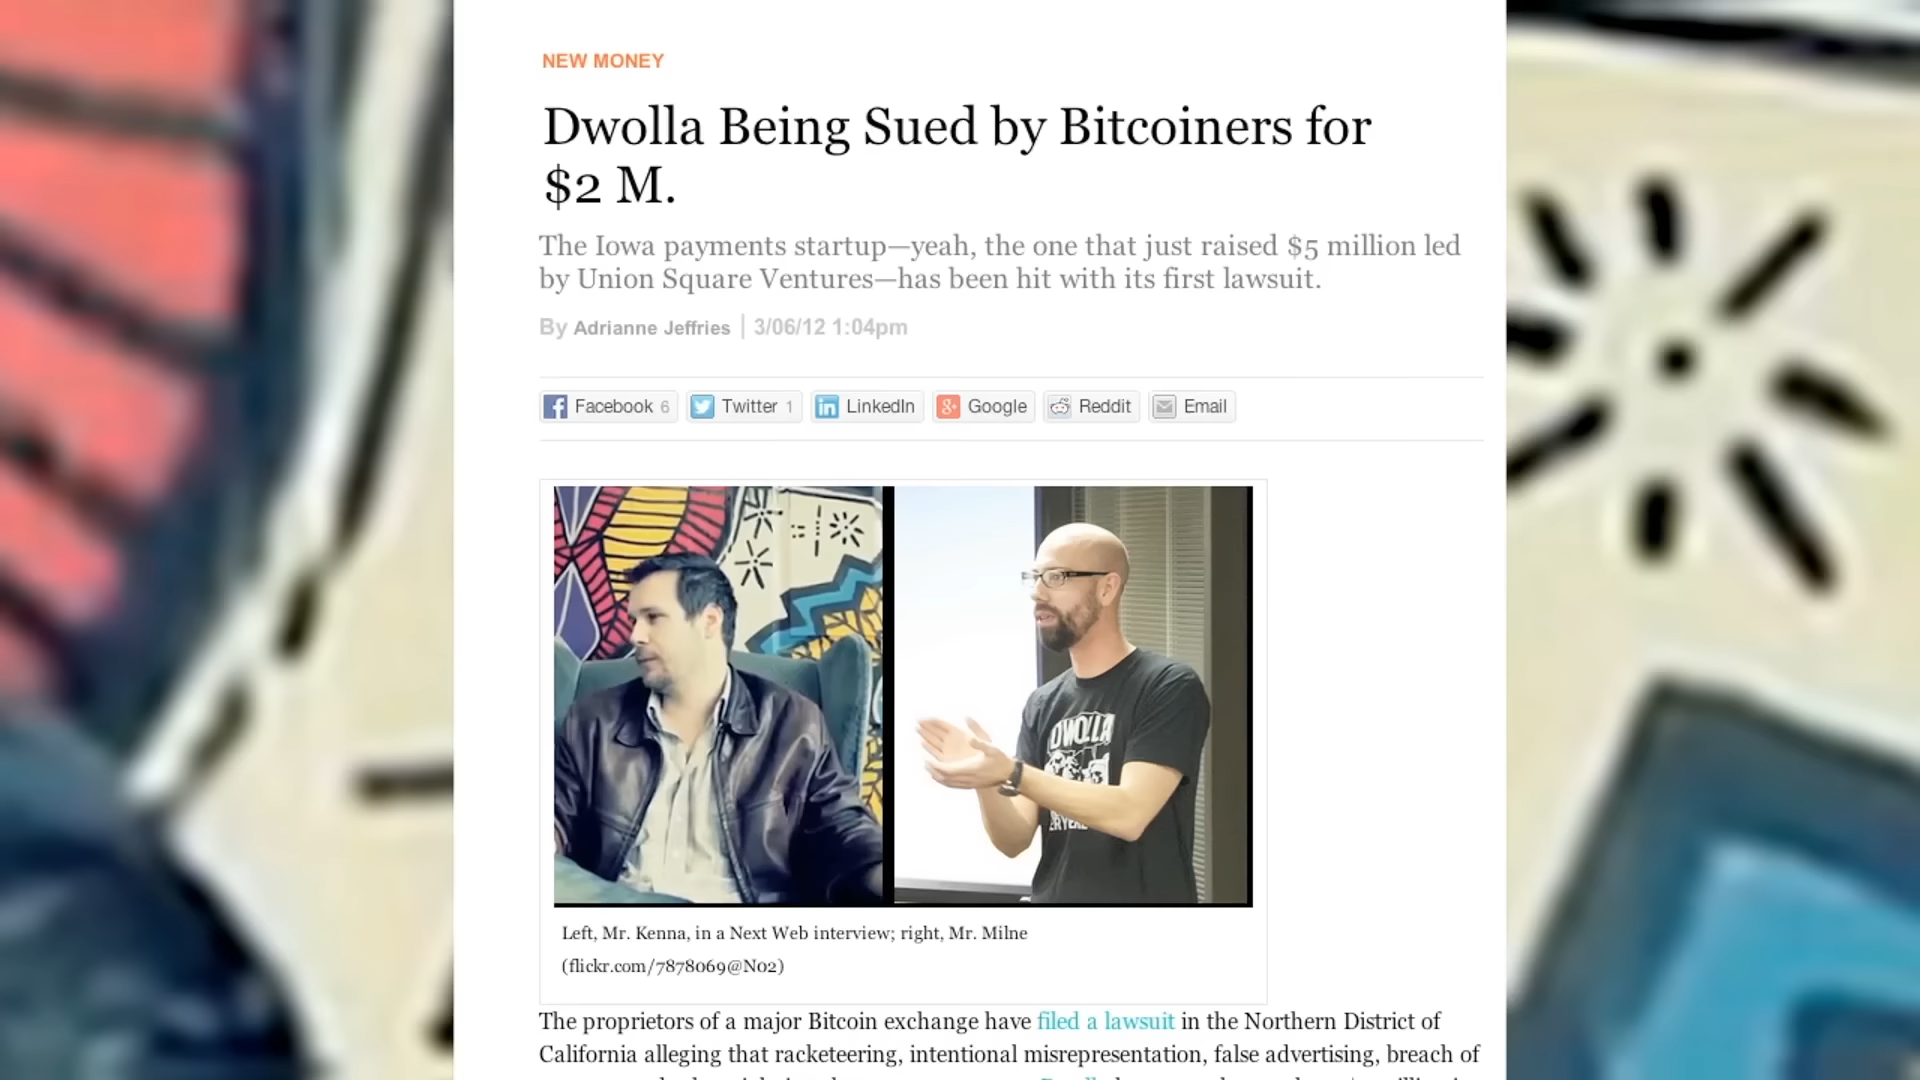 NEW MONEY
Dwolla Being Sued by Bitcoiners for
$2 M.
The Iowa payments startup—yeah, the one that just raised $5 million led
by Union Square Ventures—has been hit with its first lawsuit.
By Adrianne Jeffries | 3/06/12 1:04pm
Facebook 6 Twitter 1 LinkedIn Google Reddit Email
DWOLLA
Left, Mr. Kenna, in a Next Web interview; right, Mr. Milne
(flickr.com/7878069@N02)
The proprietors of a major Bitcoin exchange have filed a lawsuit in the Northern District of
California alleging that racketeering, intentional misrepresentation, false advertising, breach of